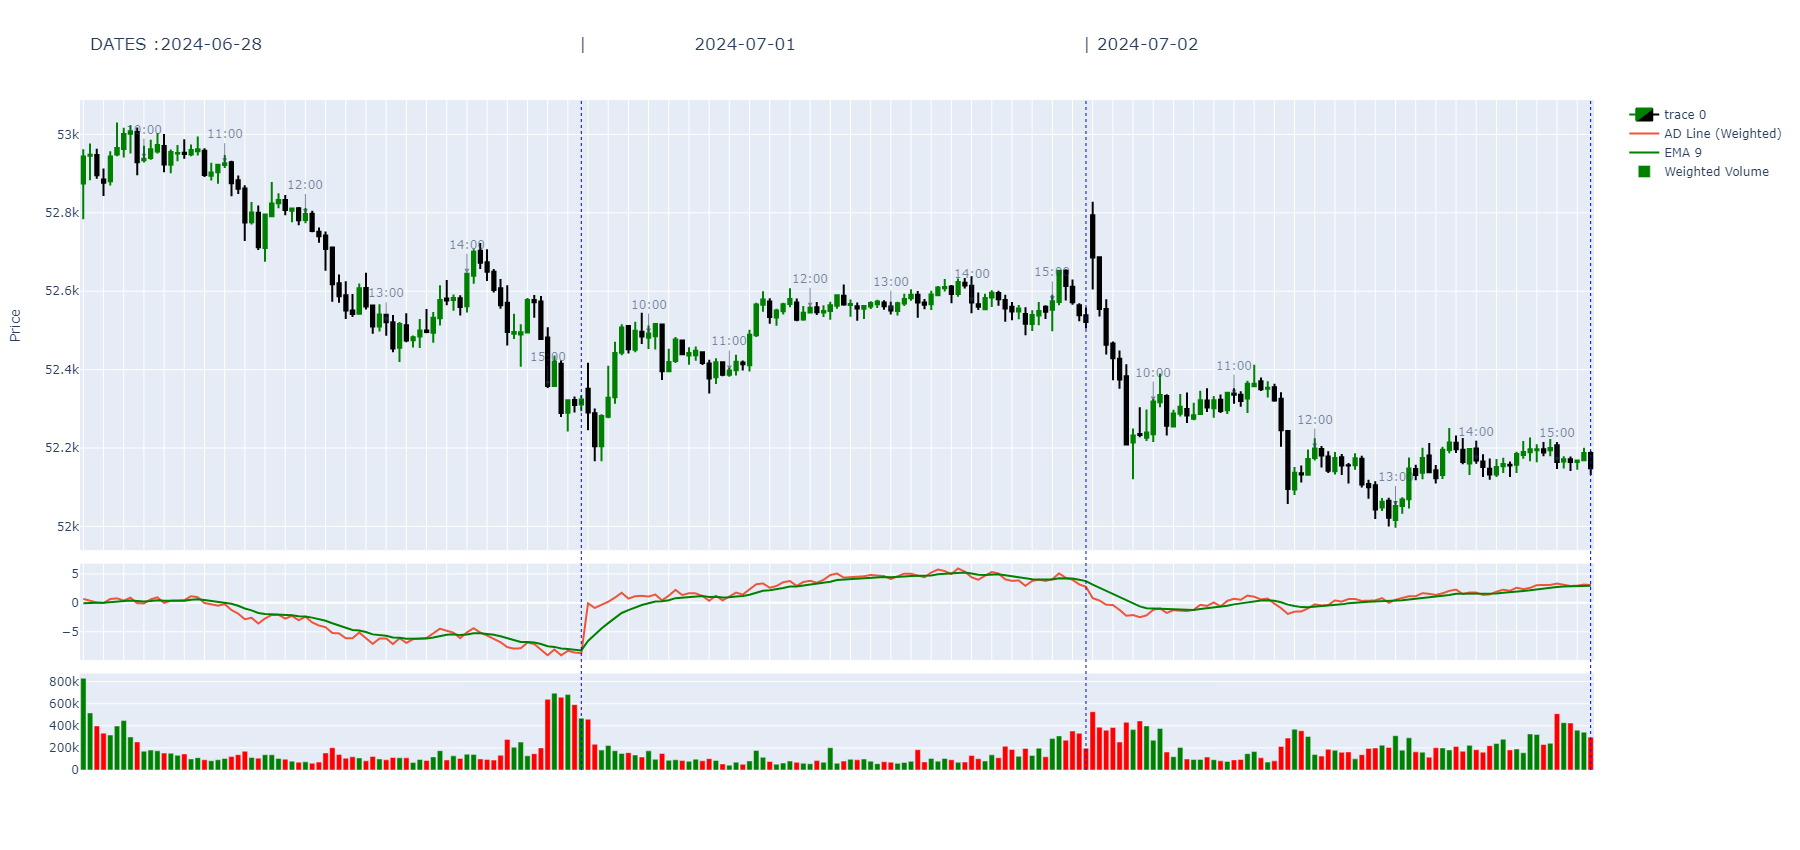 DATES :2024-06-28 | 2024-07-01 | 2024-07-02
trace 0
AD Line (Weighted)
EMA 9
Weighted Volume
Price
53k
52.8k
52.6k
52.4k
52.2k
52k
10:00
11:00
12:00
13:00
14:00
15:00
10:00
11:00
12:00
13:00
14:00
15:00
10:00
11:00
12:00
13:00
14:00
15:00
5
0
−5
800k
600k
400k
200k
0